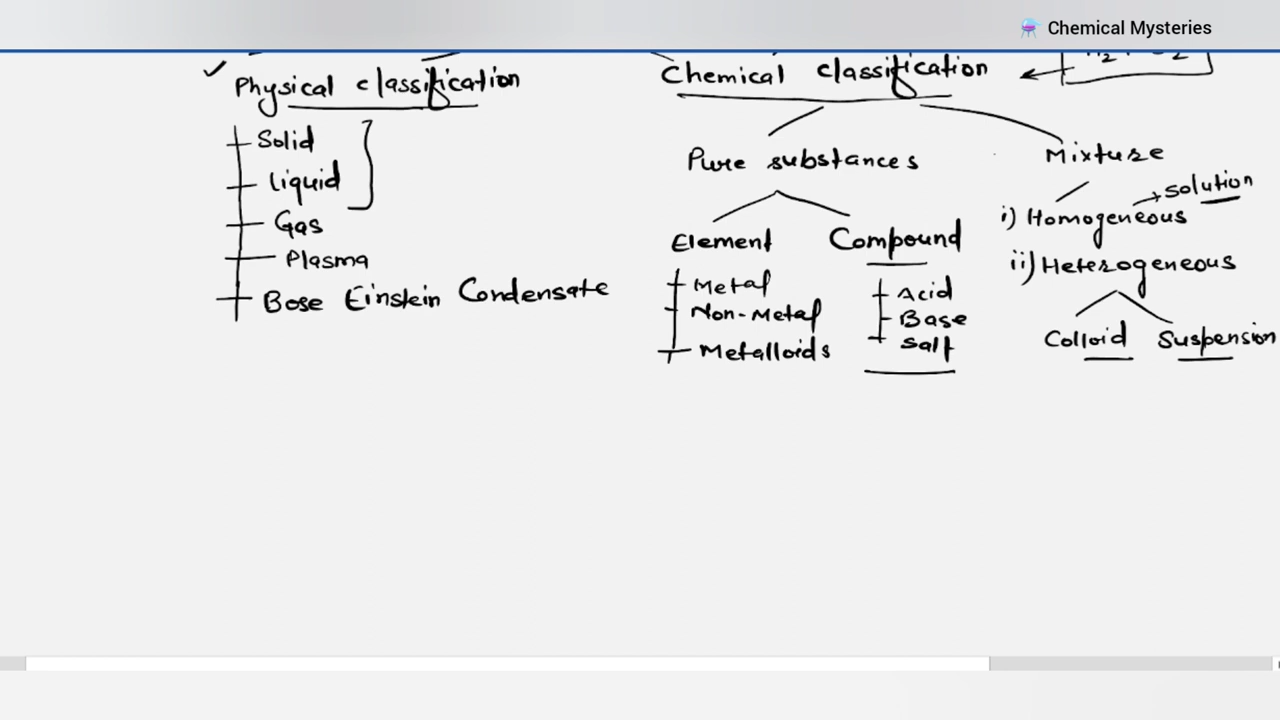 Chemical Mysteries
Physical classification
Solid
liquid
Gas
Plasma
Bose Einstein Condensate
Chemical classification
Pure substances
Element
Metal
Non-Metal
Metalloids
Compound
Acid
Base
Salt
Mixture
i) Homogeneous → solution
ii) Heterogeneous
Colloid Suspension